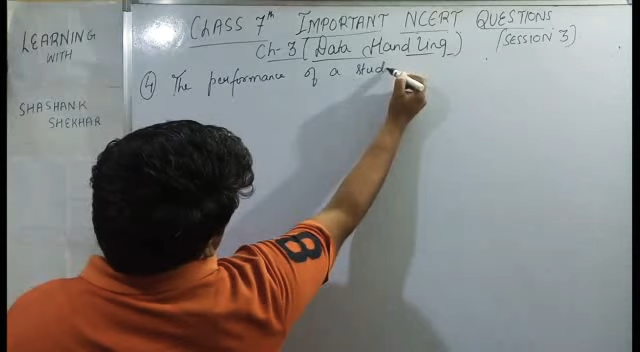 LEARNING
WITH
SHASHANK
SHEKHAR
CLASS 7th IMPORTANT NCERT QUESTIONS
Ch-3 (Data Handling) (SESSION 3)
4 The performance of a stud
8